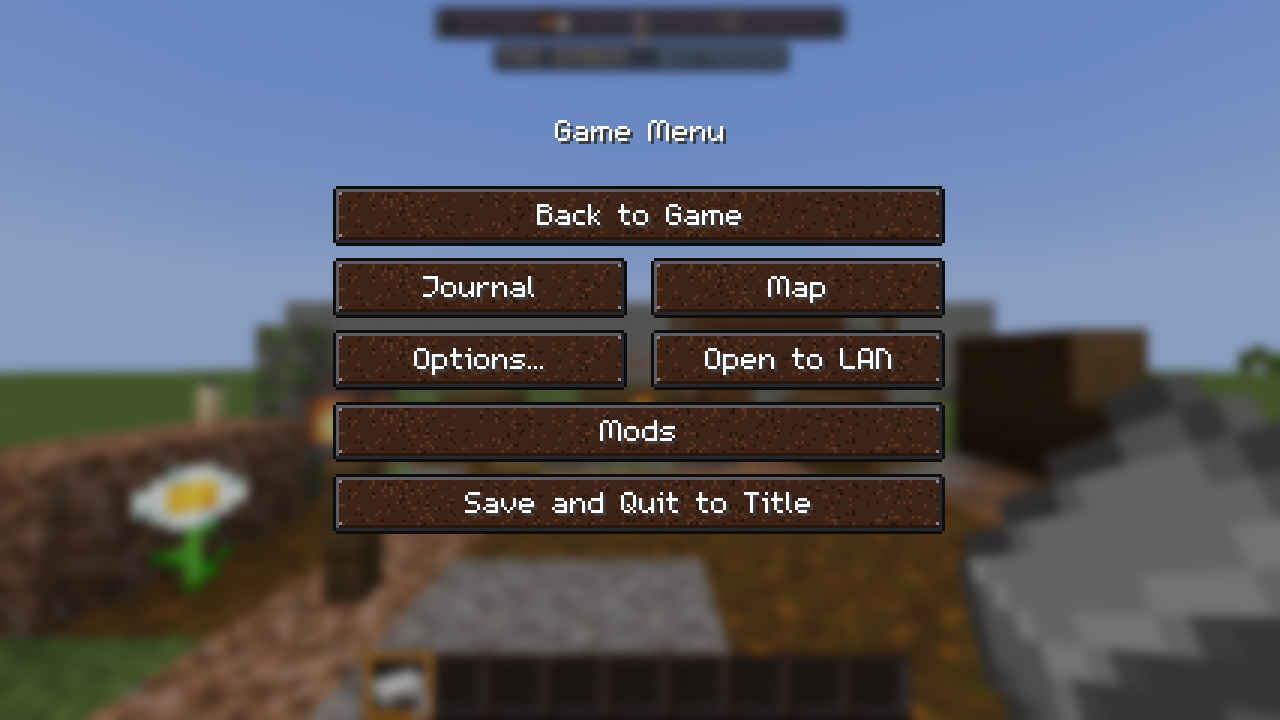 Game Menu
Back to Game
Journal
Map
Options...
Open to LAN
Mods
Save and Quit to Title